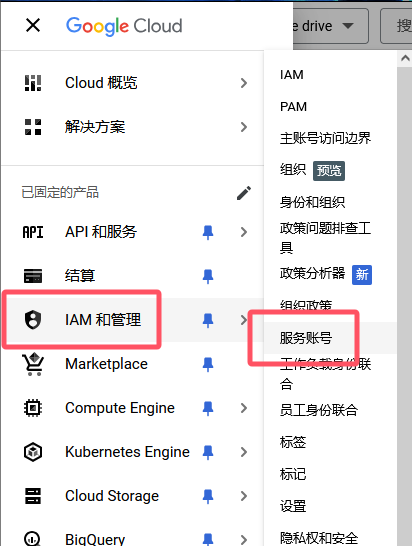 Google Cloud
e drive
搜
Cloud 概览
解决方案
已固定的产品
API API 和服务
结算
IAM 和管理
Marketplace
Compute Engine
Kubernetes Engine
Cloud Storage
BigQuery
IAM
PAM
主账号访问边界
组织 预览
身份和组织
政策问题排查工
具
政策分析器 新
组织政策
服务账号
工作负载身份联
合
员工身份联合
标签
标记
设置
隐私权和安全